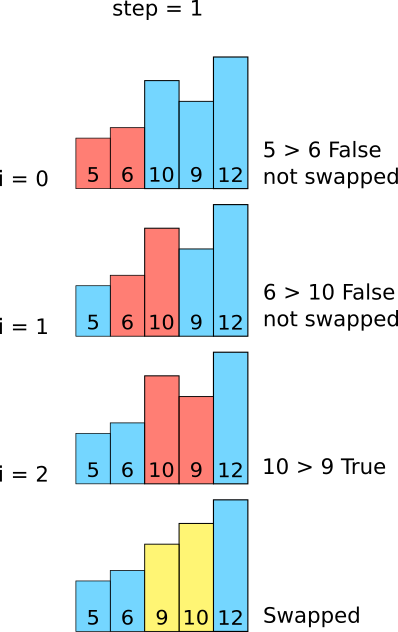 step = 1
5 6 10 9 12
5 > 6 False
not swapped
i = 0
5 6 10 9 12
6 > 10 False
not swapped
i = 1
5 6 10 9 12
10 > 9 True
i = 2
5 6 9 10 12
Swapped